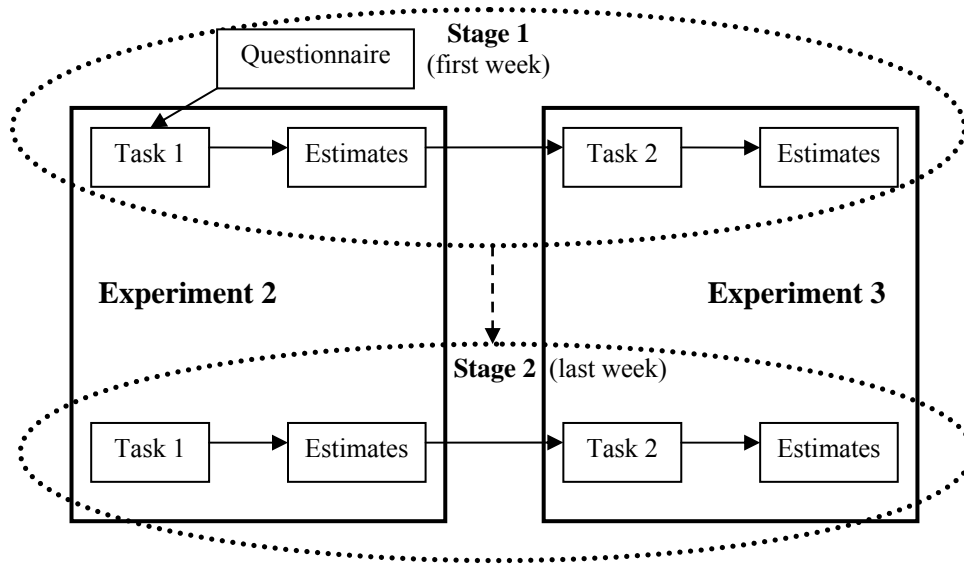 Stage 1
Questionnaire
(first week)
Task 1
Estimates
Task 2
Estimates
Experiment 2
Experiment 3
Stage 2 (last week)
Task 1
Estimates
Task 2
Estimates